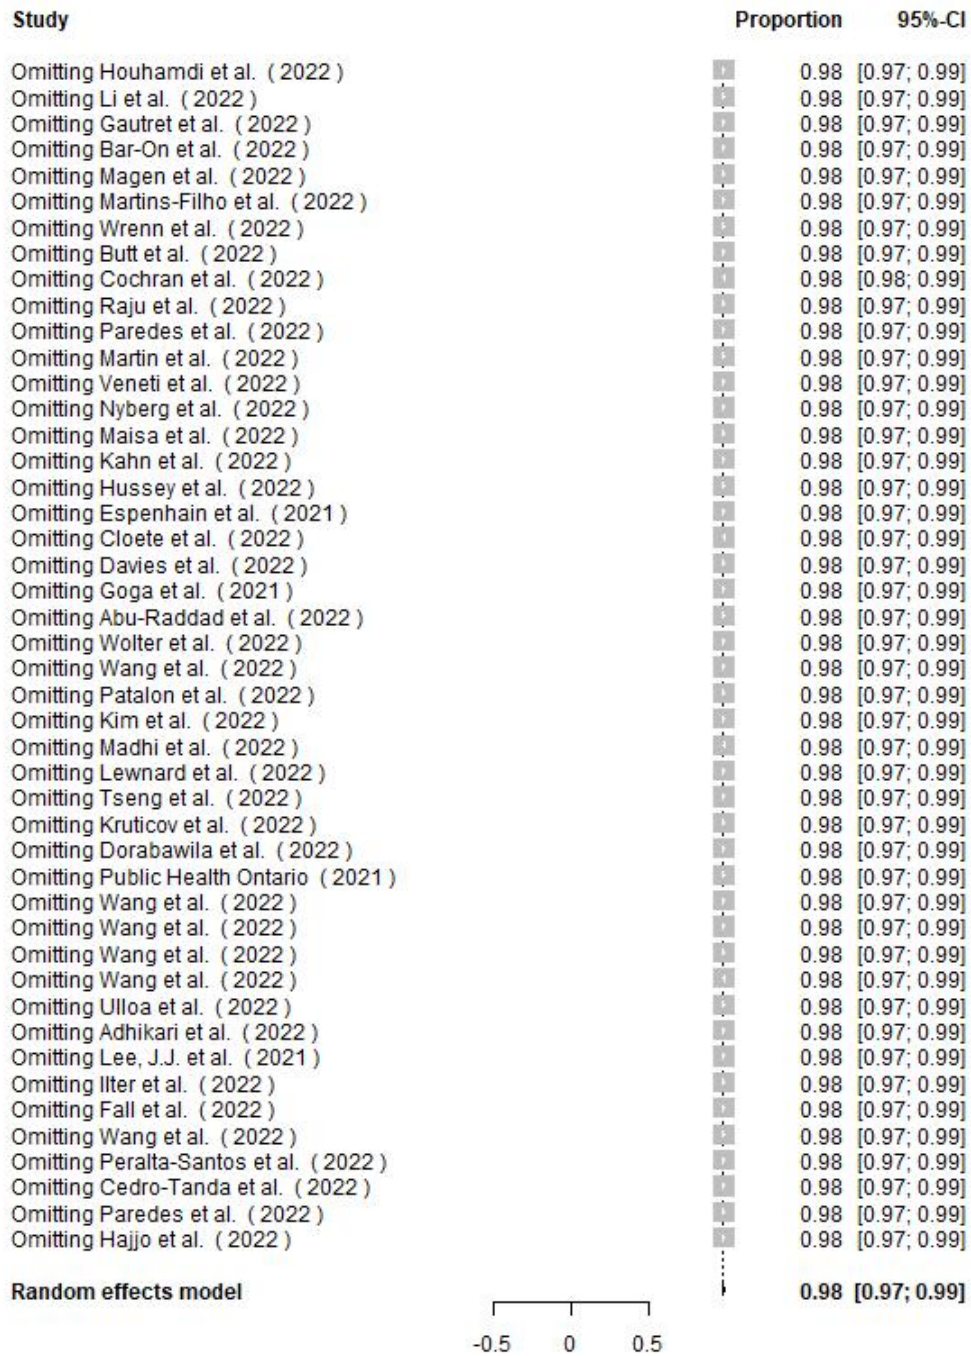 Study Proportion 95%-CI
Omitting Houhamdi et al. ( 2022 ) 0.98 [0.97; 0.99]
Omitting Li et al. ( 2022 ) 0.98 [0.97; 0.99]
Omitting Gautret et al. ( 2022 ) 0.98 [0.97; 0.99]
Omitting Bar-On et al. ( 2022 ) 0.98 [0.97; 0.99]
Omitting Magen et al. ( 2022 ) 0.98 [0.97; 0.99]
Omitting Martins-Filho et al. ( 2022 ) 0.98 [0.97; 0.99]
Omitting Wrenn et al. ( 2022 ) 0.98 [0.97; 0.99]
Omitting Butt et al. ( 2022 ) 0.98 [0.97; 0.99]
Omitting Cochran et al. ( 2022 ) 0.98 [0.98; 0.99]
Omitting Raju et al. ( 2022 ) 0.98 [0.97; 0.99]
Omitting Paredes et al. ( 2022 ) 0.98 [0.97; 0.99]
Omitting Martin et al. ( 2022 ) 0.98 [0.97; 0.99]
Omitting Veneti et al. ( 2022 ) 0.98 [0.97; 0.99]
Omitting Nyberg et al. ( 2022 ) 0.98 [0.97; 0.99]
Omitting Maisa et al. ( 2022 ) 0.98 [0.97; 0.99]
Omitting Kahn et al. ( 2022 ) 0.98 [0.97; 0.99]
Omitting Hussey et al. ( 2022 ) 0.98 [0.97; 0.99]
Omitting Espenhain et al. ( 2021 ) 0.98 [0.97; 0.99]
Omitting Cloete et al. ( 2022 ) 0.98 [0.97; 0.99]
Omitting Davies et al. ( 2022 ) 0.98 [0.97; 0.99]
Omitting Goga et al. ( 2021 ) 0.98 [0.97; 0.99]
Omitting Abu-Raddad et al. ( 2022 ) 0.98 [0.97; 0.99]
Omitting Wolter et al. ( 2022 ) 0.98 [0.97; 0.99]
Omitting Wang et al. ( 2022 ) 0.98 [0.97; 0.99]
Omitting Patalon et al. ( 2022 ) 0.98 [0.97; 0.99]
Omitting Kim et al. ( 2022 ) 0.98 [0.97; 0.99]
Omitting Madhi et al. ( 2022 ) 0.98 [0.97; 0.99]
Omitting Lewnard et al. ( 2022 ) 0.98 [0.97; 0.99]
Omitting Tseng et al. ( 2022 ) 0.98 [0.97; 0.99]
Omitting Kruticov et al. ( 2022 ) 0.98 [0.97; 0.99]
Omitting Dorabawila et al. ( 2022 ) 0.98 [0.97; 0.99]
Omitting Public Health Ontario ( 2021 ) 0.98 [0.97; 0.99]
Omitting Wang et al. ( 2022 ) 0.98 [0.97; 0.99]
Omitting Wang et al. ( 2022 ) 0.98 [0.97; 0.99]
Omitting Wang et al. ( 2022 ) 0.98 [0.97; 0.99]
Omitting Wang et al. ( 2022 ) 0.98 [0.97; 0.99]
Omitting Ulloa et al. ( 2022 ) 0.98 [0.97; 0.99]
Omitting Adhikari et al. ( 2022 ) 0.98 [0.97; 0.99]
Omitting Lee, J.J. et al. ( 2021 ) 0.98 [0.97; 0.99]
Omitting Ilter et al. ( 2022 ) 0.98 [0.97; 0.99]
Omitting Fall et al. ( 2022 ) 0.98 [0.97; 0.99]
Omitting Wang et al. ( 2022 ) 0.98 [0.97; 0.99]
Omitting Peralta-Santos et al. ( 2022 ) 0.98 [0.97; 0.99]
Omitting Cedro-Tanda et al. ( 2022 ) 0.98 [0.97; 0.99]
Omitting Paredes et al. ( 2022 ) 0.98 [0.97; 0.99]
Omitting Hajjo et al. ( 2022 ) 0.98 [0.97; 0.99]
Random effects model 0.98 [0.97; 0.99]
-0.5 0 0.5